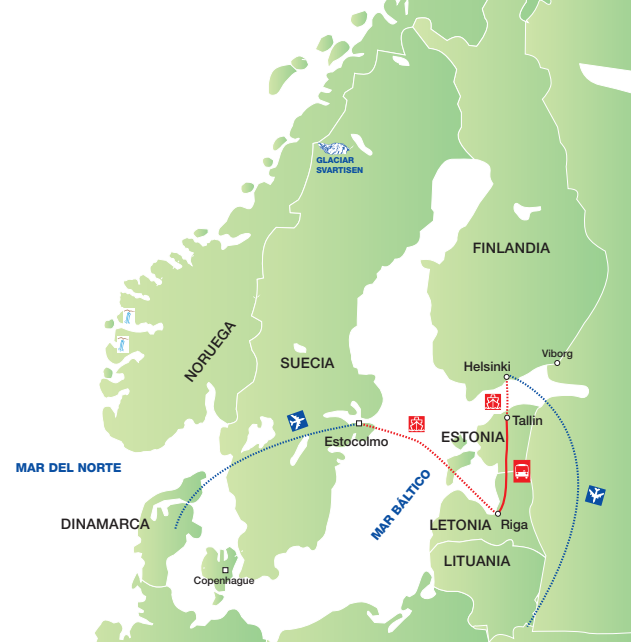 GLACIAR
SVARTISEN
FINLANDIA
NORUEGA
SUECIA
Viborg
Helsinki
Tallin
Estocolmo
ESTONIA
MAR DEL NORTE
MAR BÁLTICO
DINAMARCA
LETONIA
Riga
LITUANIA
Copenhague